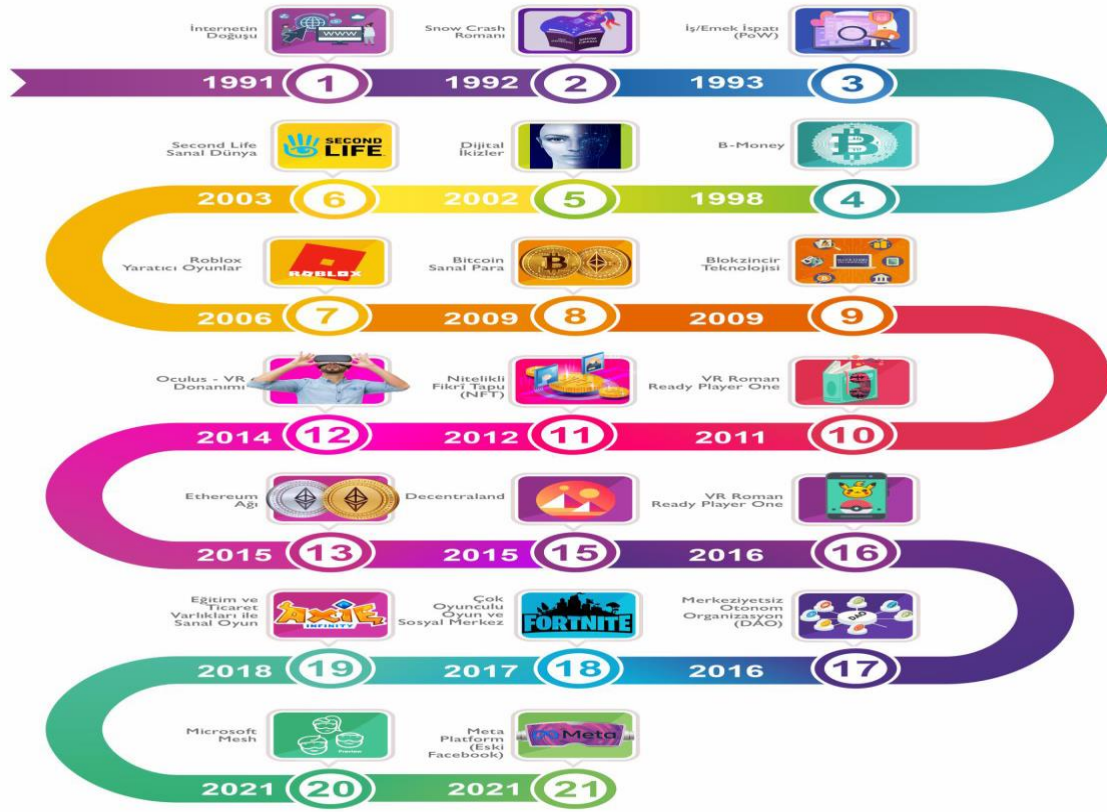 İnternetin
Doğuşu
WWW
1991 1
Snow Crash
Romanı
SNOW
CRASH
1992 2
İş/Emek İspatı
(PoW)
1993 3
B-Money
1998 4
Dijital
İkizler
2002 5
Second Life
Sanal Dünya
SECOND
LIFE
2003 6
Roblox
Yaratıcı Oyunlar
ROBLOX
2006 7
Bitcoin
Sanal Para
2009 8
Blokzincir
Teknolojisi
2009 9
VR Roman
Ready Player One
2011 10
Nitelikli
Fikrî Tapu
(NFT)
2012 11
Oculus - VR
Donanımı
2014 12
Ethereum
Ağı
2015 13
Decentraland
2015 15
VR Roman
Ready Player One
2016 16
Merkeziyetsiz
Otonom
Organizasyon
(DAO)
DAO
2016 17
Çok
Oyunculu
Oyun ve
Sosyal Merkez
FORTNITE
2017 18
Eğitim ve
Ticaret
Varlıkları ile
Sanal Oyun
AXIE
INFINITY
2018 19
Microsoft
Mesh
2021 20
Meta
Platform
(Eski
Facebook)
Meta
2021 21